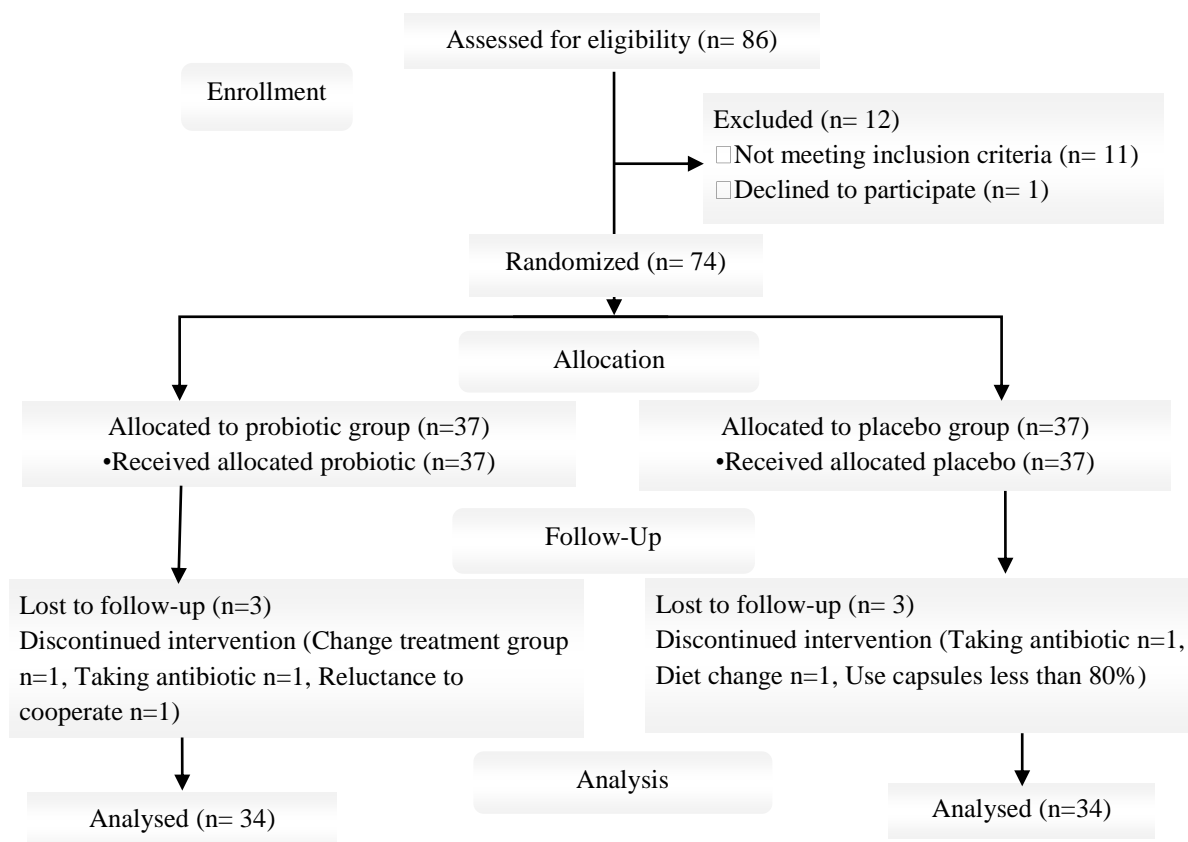 Assessed for eligibility (n= 86)
Enrollment
Excluded (n= 12)
□Not meeting inclusion criteria (n= 11)
□Declined to participate (n= 1)
Randomized (n= 74)
Allocation
Allocated to probiotic group (n=37)
•Received allocated probiotic (n=37)
Allocated to placebo group (n=37)
•Received allocated placebo (n=37)
Follow-Up
Lost to follow-up (n=3)
Discontinued intervention (Change treatment group
n=1, Taking antibiotic n=1, Reluctance to
cooperate n=1)
Lost to follow-up (n= 3)
Discontinued intervention (Taking antibiotic n=1,
Diet change n=1, Use capsules less than 80%)
Analysis
Analysed (n= 34)
Analysed (n=34)